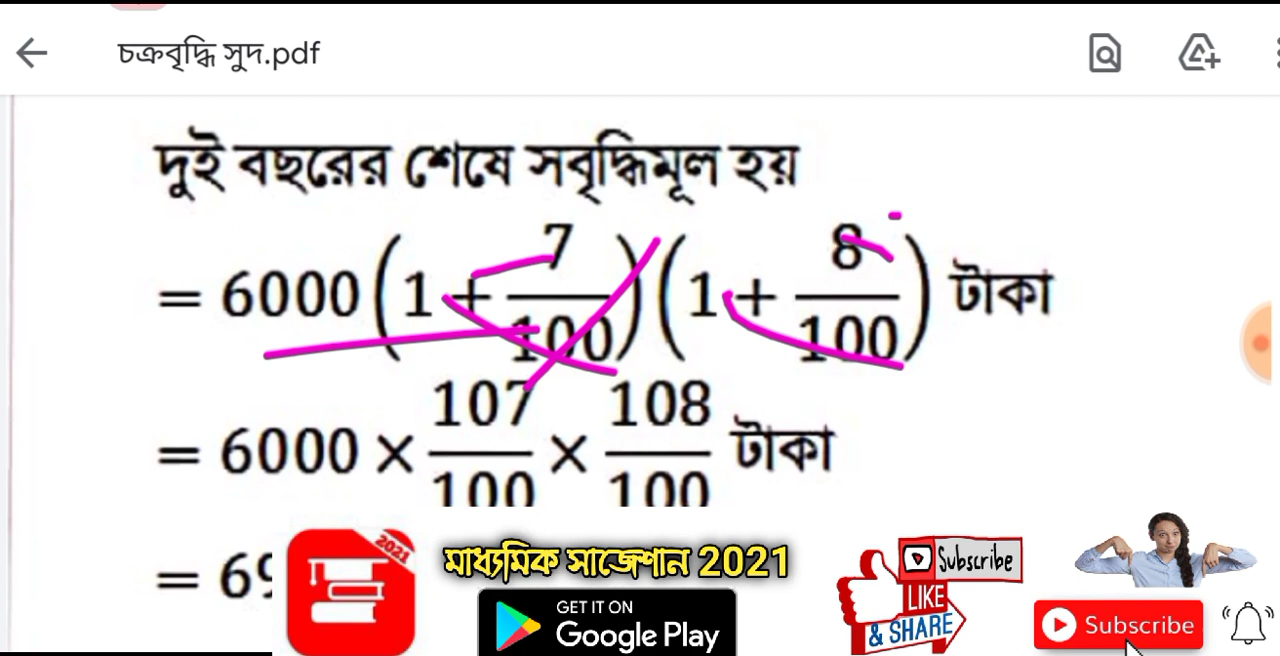 চক্রবৃদ্ধি সুদ.pdf
দুই বছরের শেষে সবৃদ্ধিমূল হয়
= 6000 (1 + 7/100) (1 + 8/100) টাকা
= 6000 × 107/100 × 108/100 টাকা
= 69
2021
মাধ্যমিক সাজেশান 2021
GET IT ON
Google Play
Subscribe
LIKE
& SHARE
Subscribe